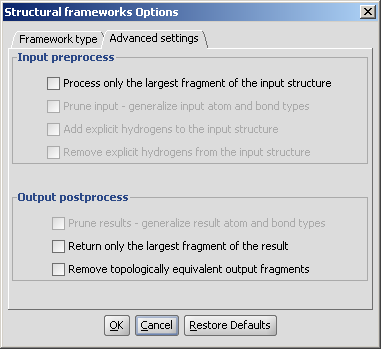 Structural frameworks Options
Framework type
Advanced settings
Input preprocess
Process only the largest fragment of the input structure
Prune input - generalize input atom and bond types
Add explicit hydrogens to the input structure
Remove explicit hydrogens from the input structure
Output postprocess
Prune results - generalize result atom and bond types
Return only the largest fragment of the result
Remove topologically equivalent output fragments
OK
Cancel
Restore Defaults